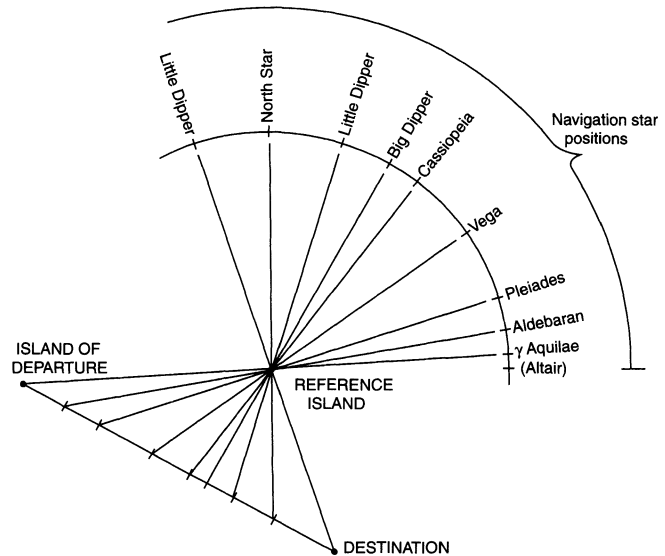 Little Dipper
North Star
Little Dipper
Big Dipper
Cassiopeia
Vega
Pleiades
Aldebaran
γ Aquilae
(Altair)
Navigation star
positions
ISLAND OF
DEPARTURE
REFERENCE
ISLAND
DESTINATION